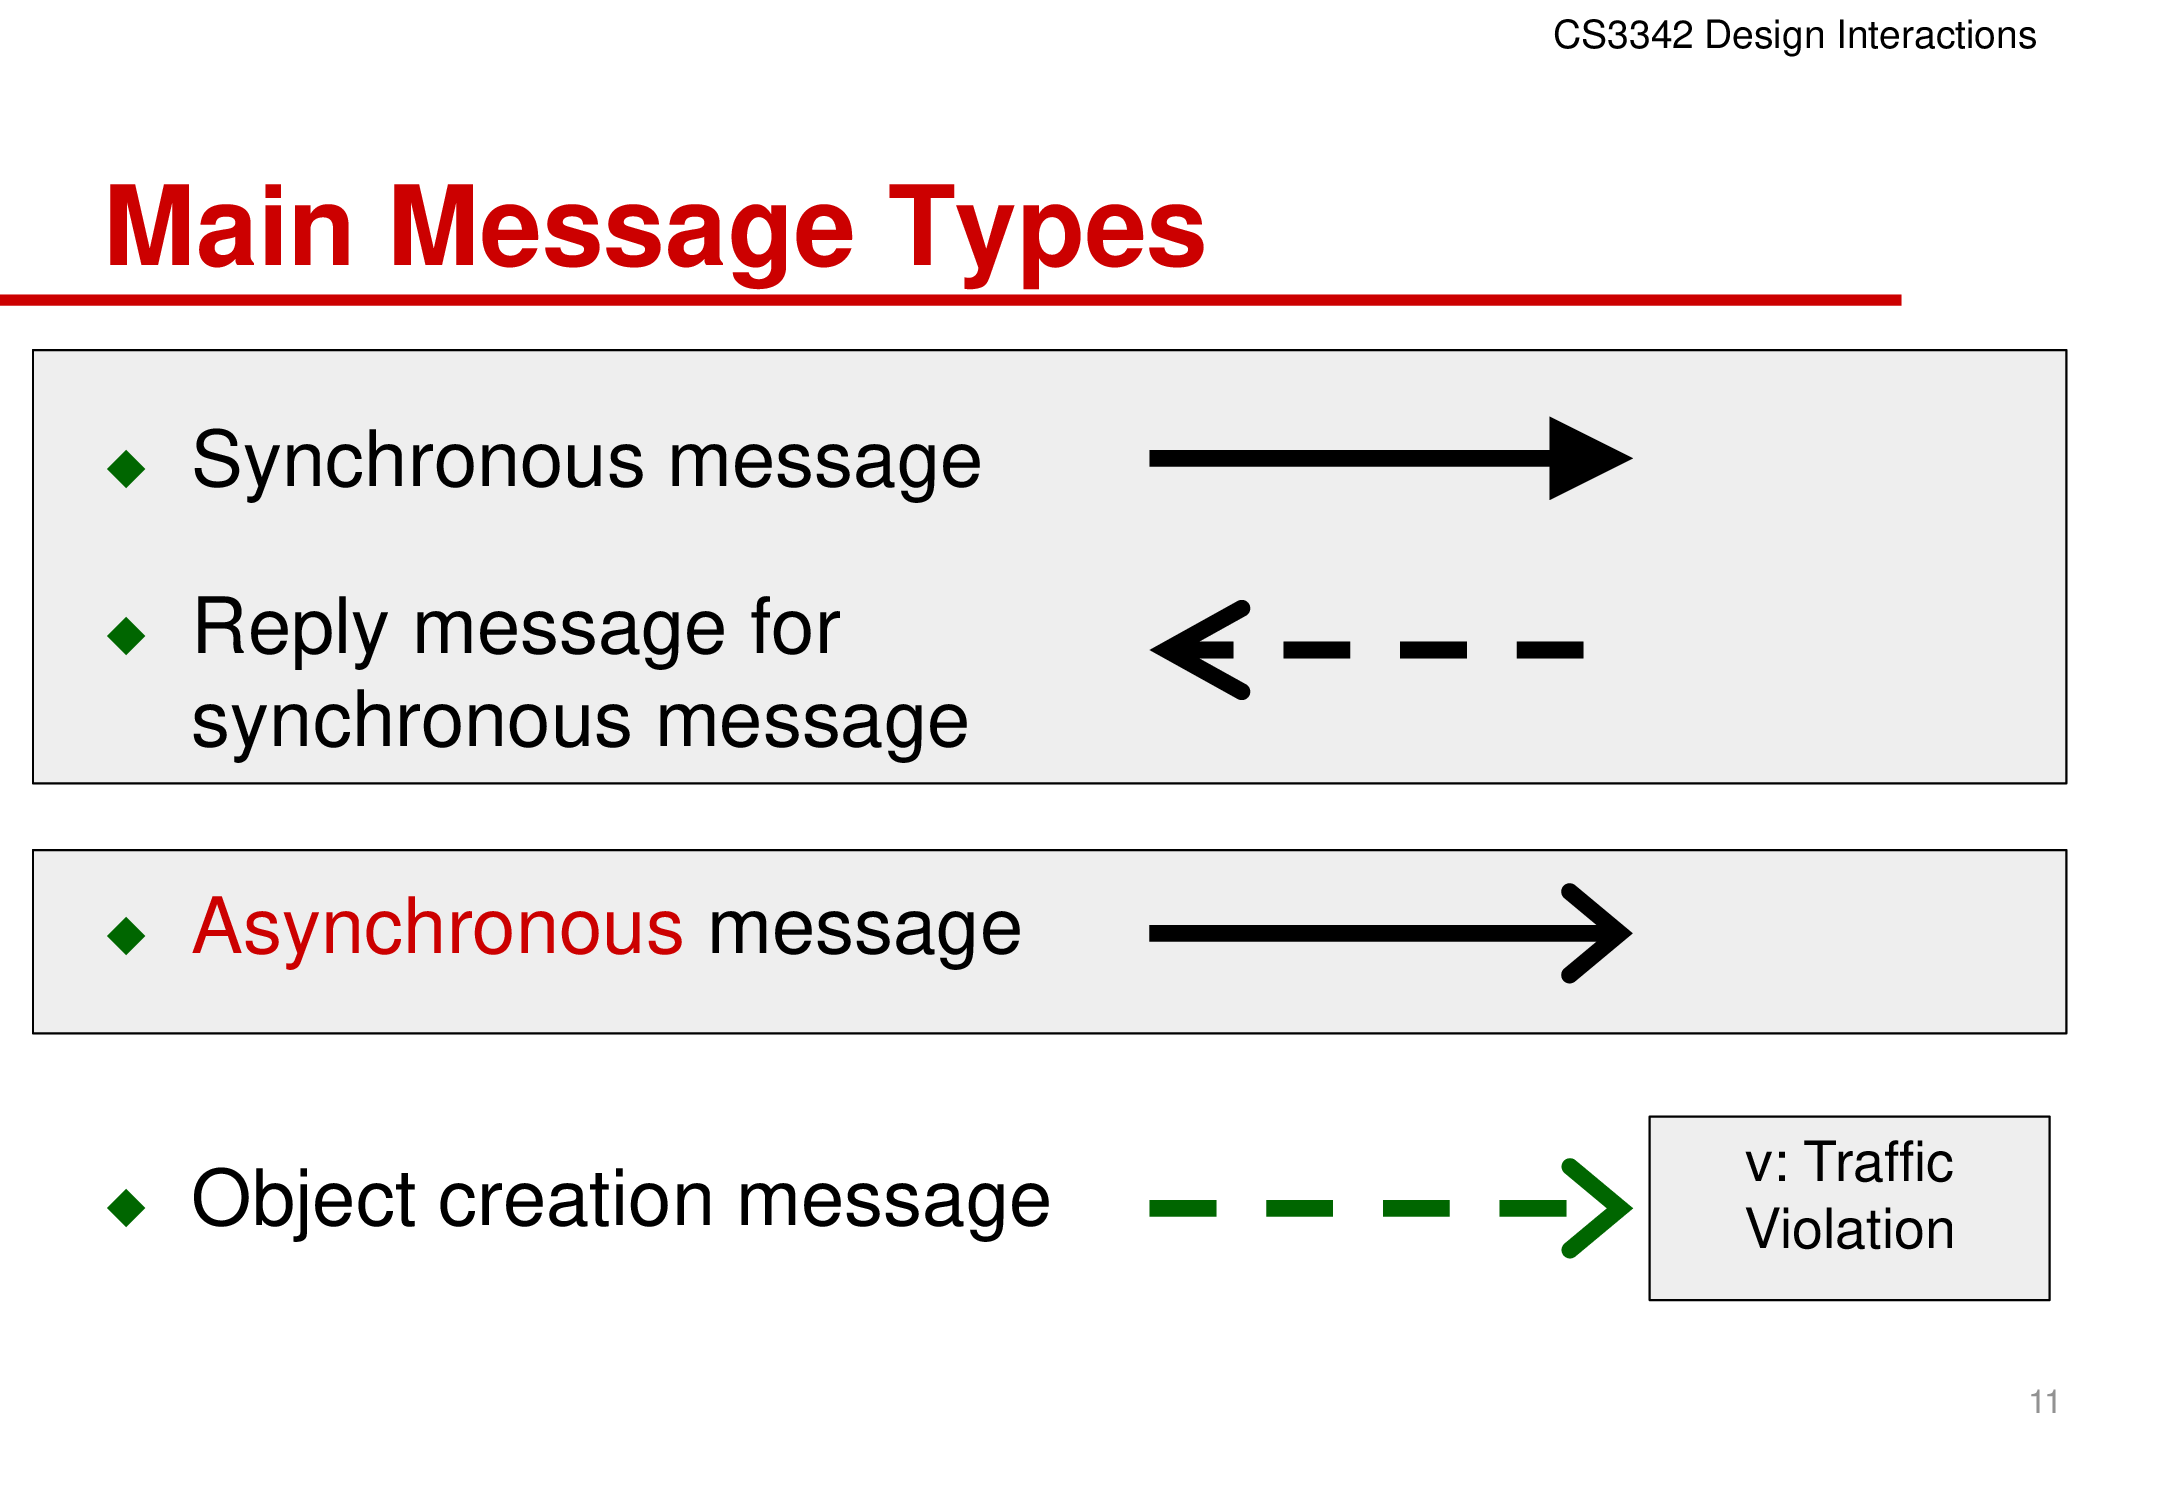 CS3342 Design Interactions
Main Message Types
Synchronous message
Reply message for
synchronous message
Asynchronous message
Object creation message
v: Traffic
Violation
11